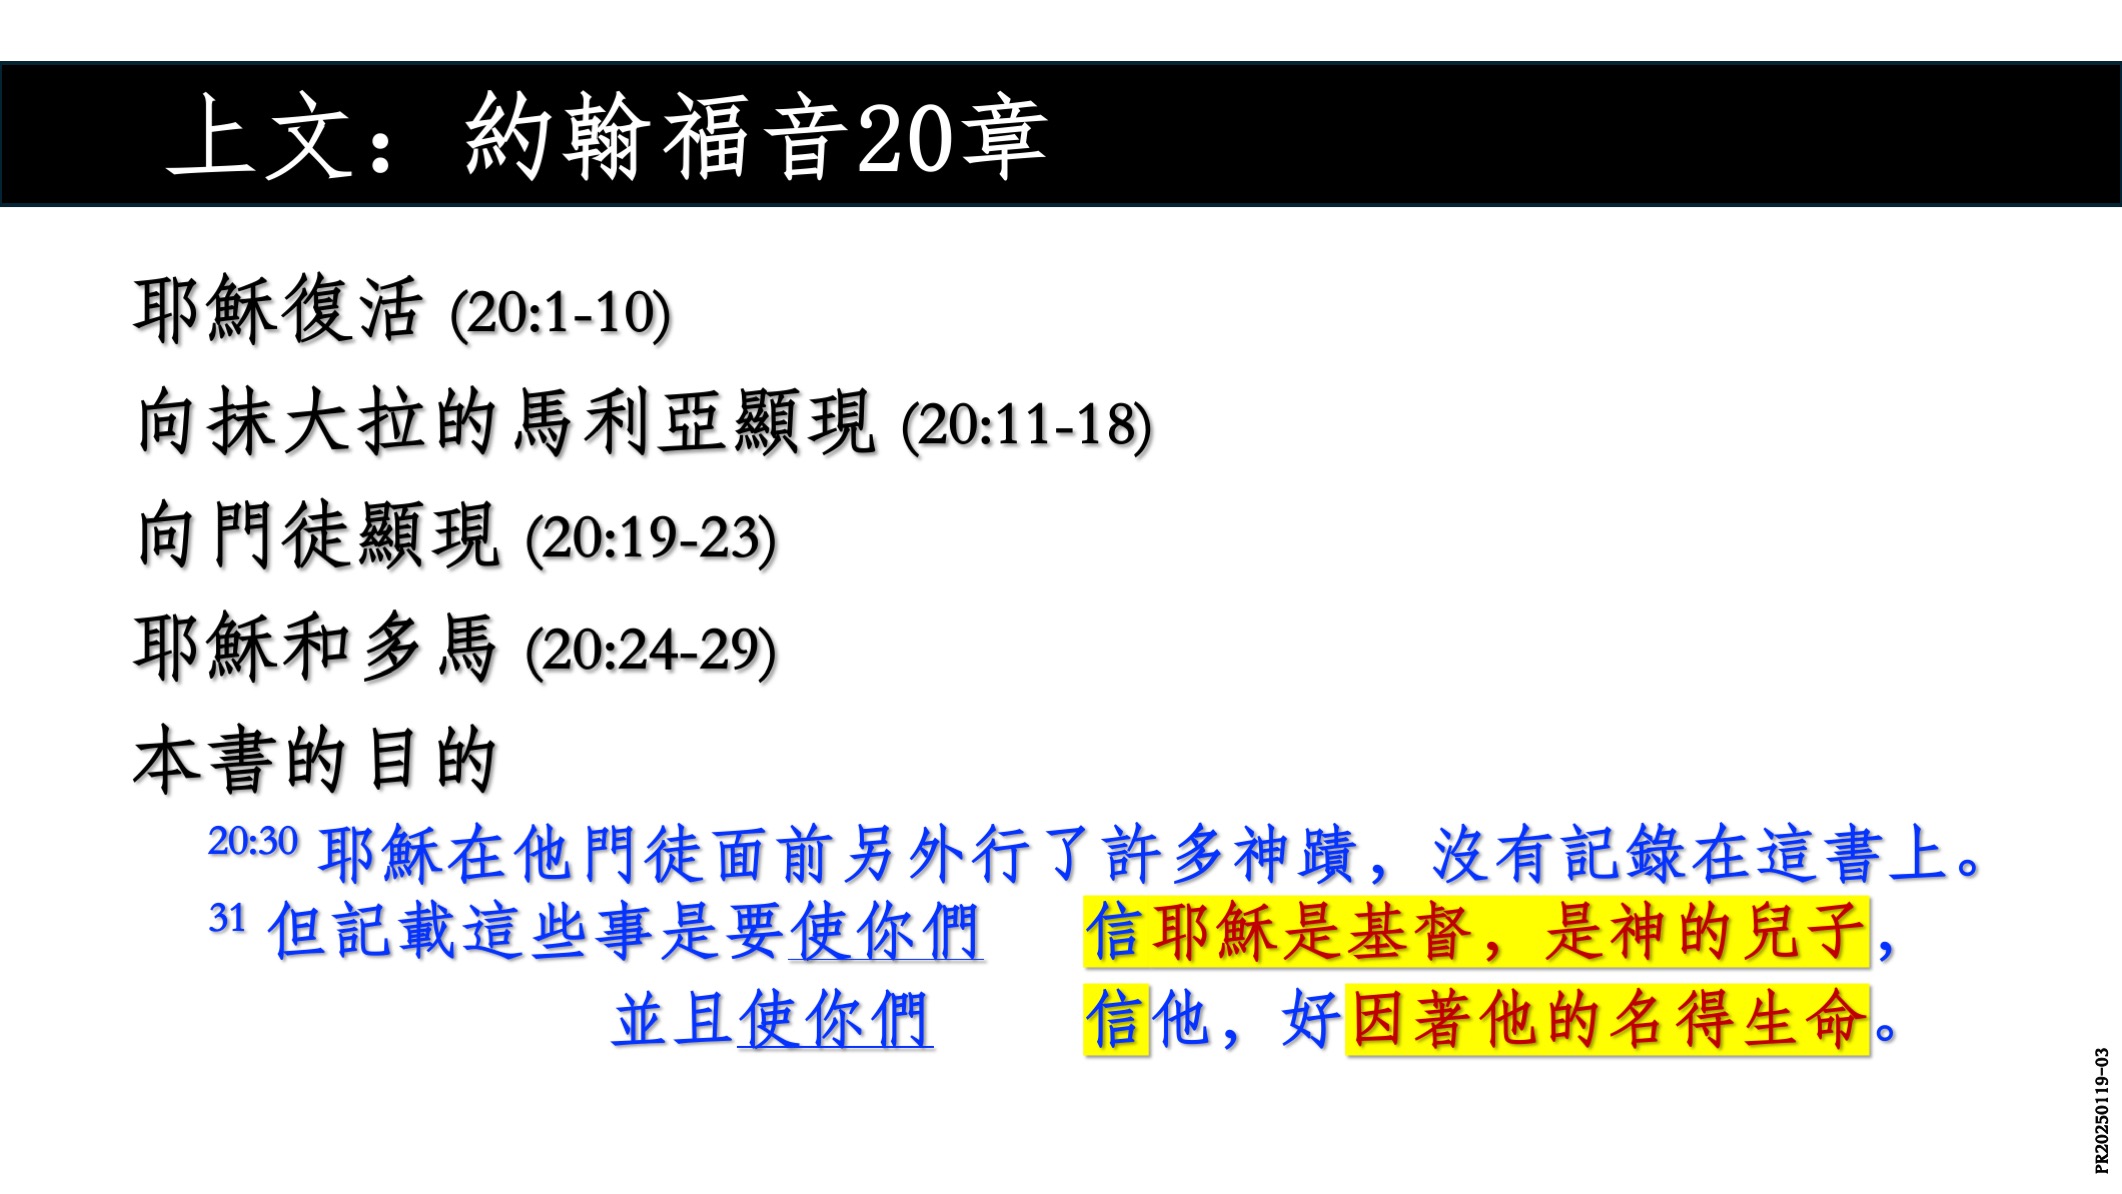 上文：約翰福音20章
耶穌復活 (20:1-10)
向抹大拉的馬利亞顯現 (20:11-18)
向門徒顯現 (20:19-23)
耶穌和多馬 (20:24-29)
本書的目的
20:30 耶穌在他門徒面前另外行了許多神蹟，沒有記錄在這書上。
31 但記載這些事是要使你們 信耶穌是基督，是神的兒子，
並且使你們 信他，好因著他的名得生命。
PR20250119-03